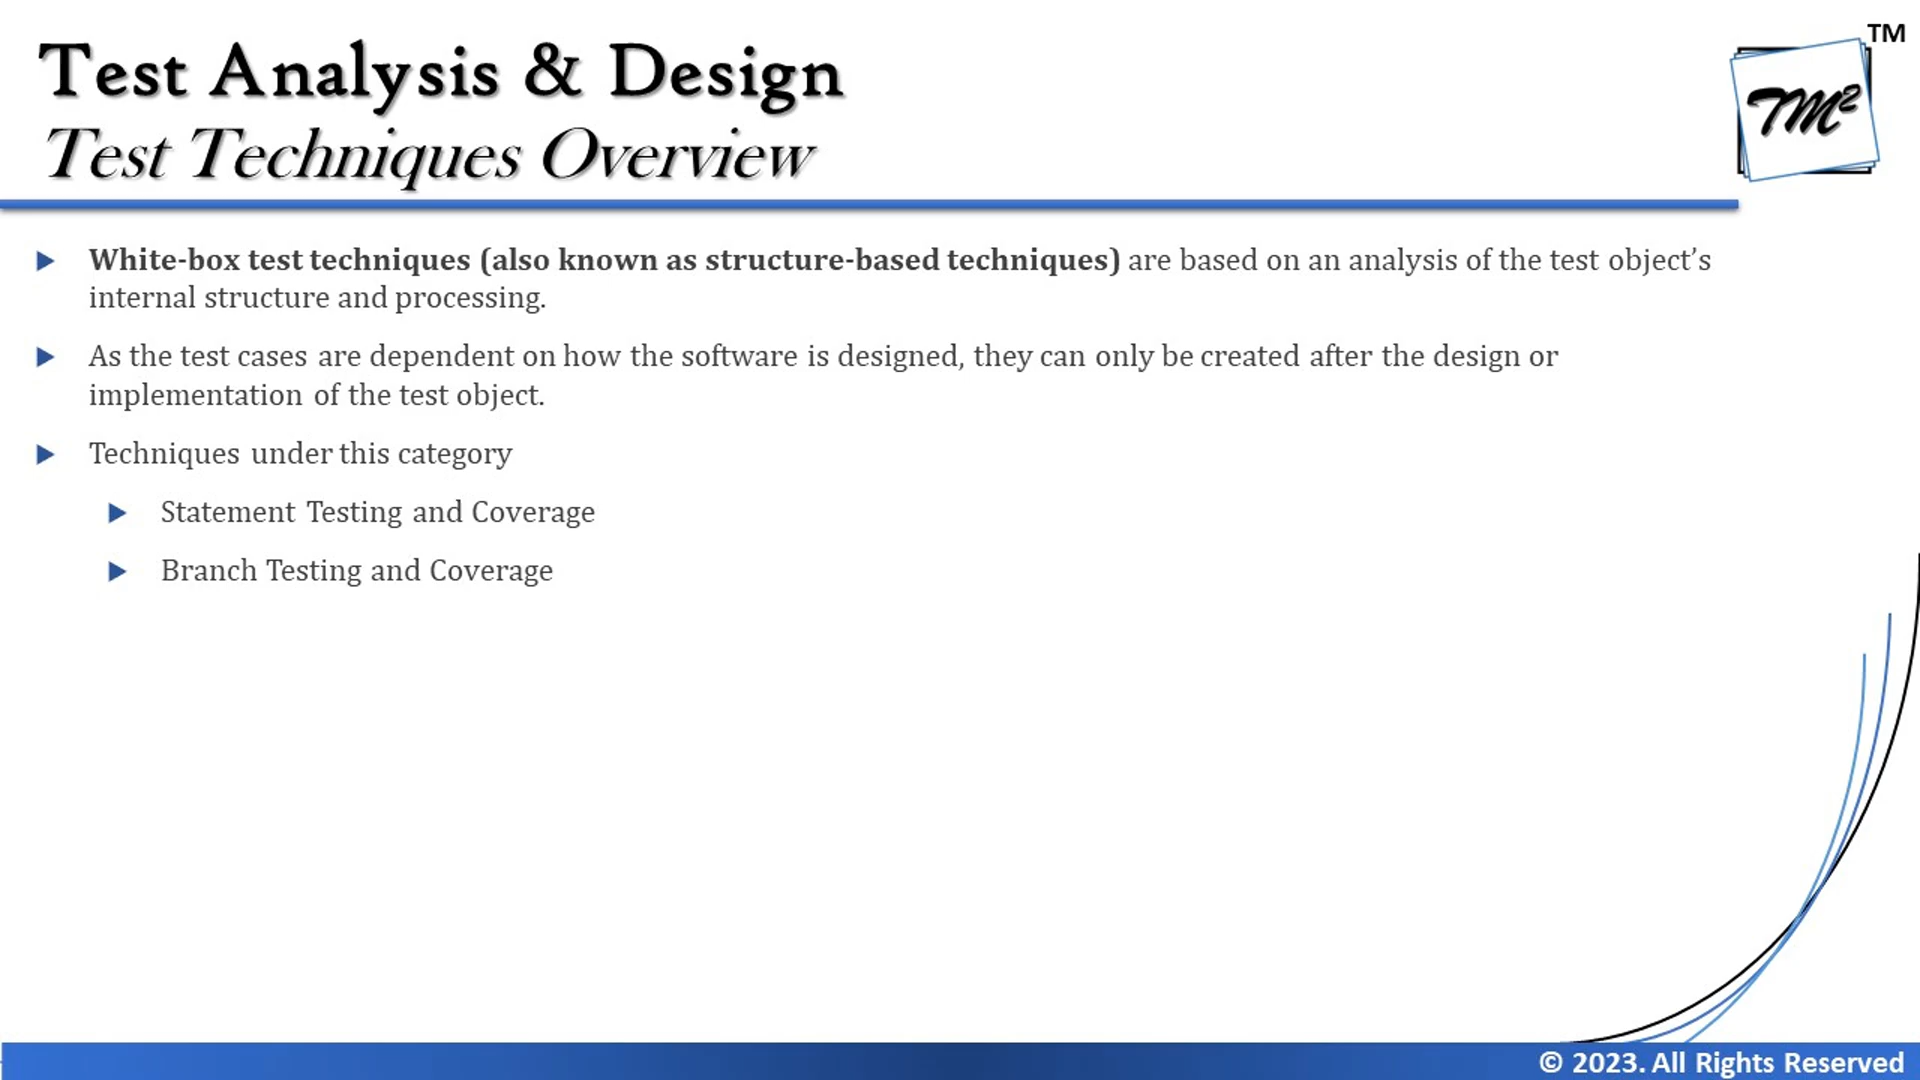 Test Analysis & Design
TM
Test Techniques Overview
TM²
White-box test techniques (also known as structure-based techniques) are based on an analysis of the test object’s
internal structure and processing.
As the test cases are dependent on how the software is designed, they can only be created after the design or
implementation of the test object.
Techniques under this category
Statement Testing and Coverage
Branch Testing and Coverage
© 2023. All Rights Reserved